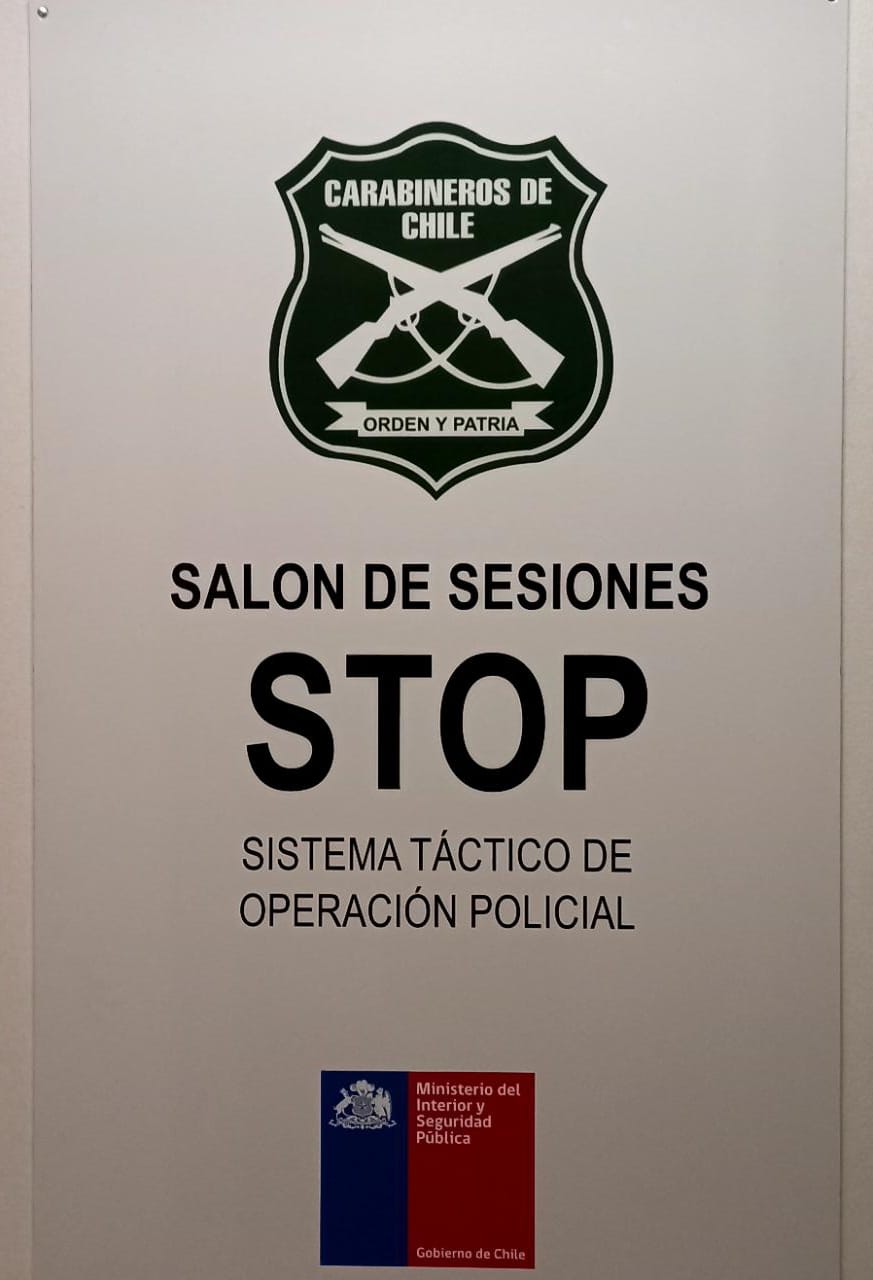 CARABINEROS DE
CHILE
ORDEN Y PATRIA
SALON DE SESIONES
STOP
SISTEMA TÁCTICO DE
OPERACIÓN POLICIAL
Ministerio del
Interior y
Seguridad
Pública
Gobierno de Chile